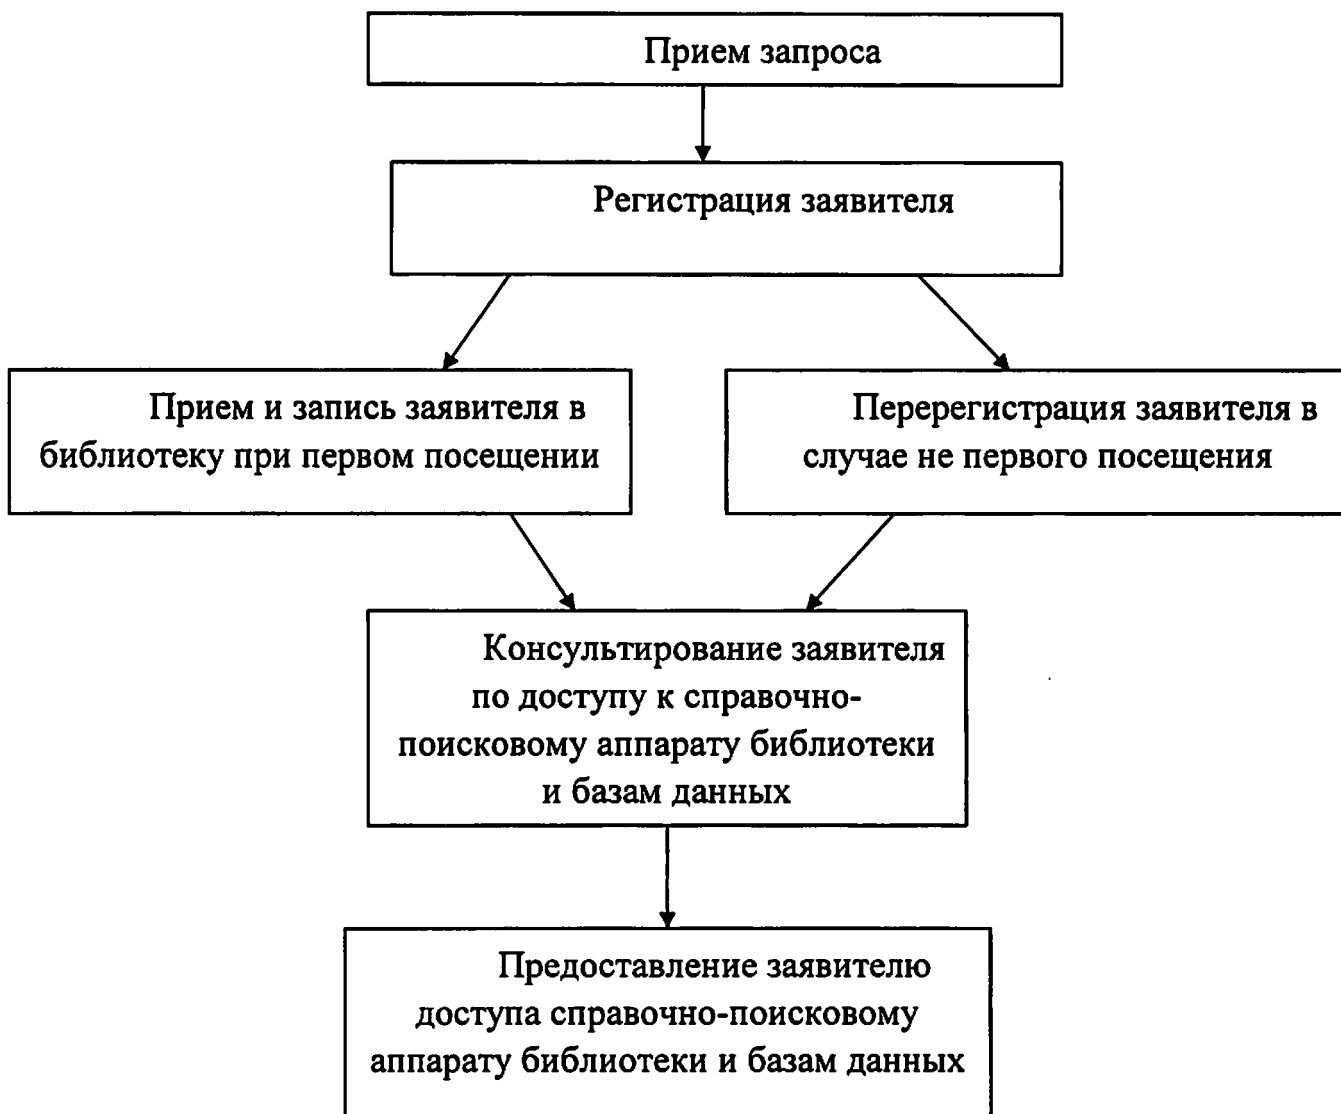 Прием запроса
Регистрация заявителя
Прием и запись заявителя в
библиотеку при первом посещении
Перерегистрация заявителя в
случае не первого посещения
Консультирование заявителя
по доступу к справочно-
поисковому аппарату библиотеки
и базам данных
Предоставление заявителю
доступа справочно-поисковому
аппарату библиотеки и базам данных